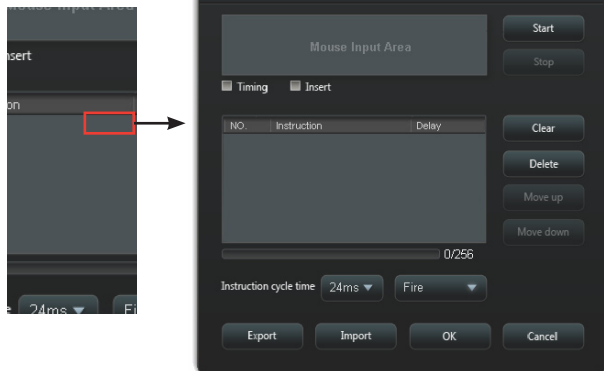 Mouse Input Area
nsert
on
24ms
Fi
Mouse Input Area
Start
Stop
Timing
Insert
NO.
Instruction
Delay
Clear
Delete
Move up
Move down
0/256
Instruction cycle time
24ms
Fire
Export
Import
OK
Cancel